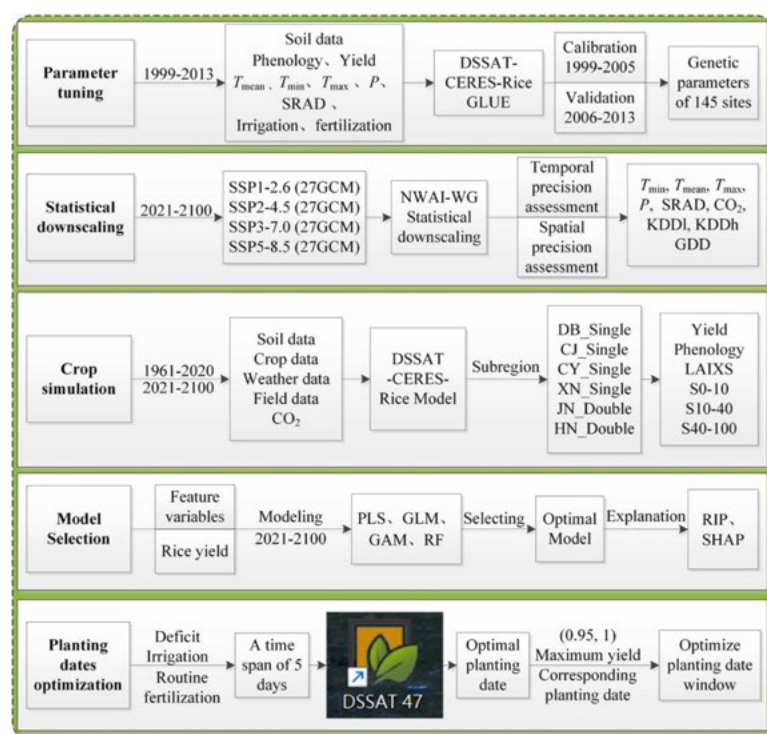 Parameter
tuning
1999-2013
Soil data
Phenology、Yield
Tmean 、Tmin、Tmax 、P、
SRAD 、
Irrigation、fertilization
DSSAT-
CERES-Rice
GLUE
Calibration
1999-2005
Validation
2006-2013
Genetic
parameters
of 145 sites
Statistical
downscaling
2021-2100
SSP1-2.6 (27GCM)
SSP2-4.5 (27GCM)
SSP3-7.0 (27GCM)
SSP5-8.5 (27GCM)
NWAI-WG
Statistical
downscaling
Temporal
precision
assessment
Spatial
precision
assessment
Tmin, Tmean, Tmax,
P, SRAD, CO2,
KDDl, KDDh
GDD
Crop
simulation
1961-2020
2021-2100
Soil data
Crop data
Weather data
Field data
CO2
DSSAT
-CERES-
Rice Model
Subregion
DB_Single
CJ_Single
CY_Single
XN_Single
JN_Double
HN_Double
Yield
Phenology
LAIXS
S0-10
S10-40
S40-100
Model
Selection
Feature
variables
Rice yield
Modeling
2021-2100
PLS、GLM、
GAM、RF
Selecting
Optimal
Model
Explanation
RIP、
SHAP
Planting
dates
optimization
Deficit
Irrigation
Routine
fertilization
A time
span of 5
days
DSSAT 47
Optimal
planting
date
(0.95, 1)
Maximum yield
Corresponding
planting date
Optimize
planting date
window